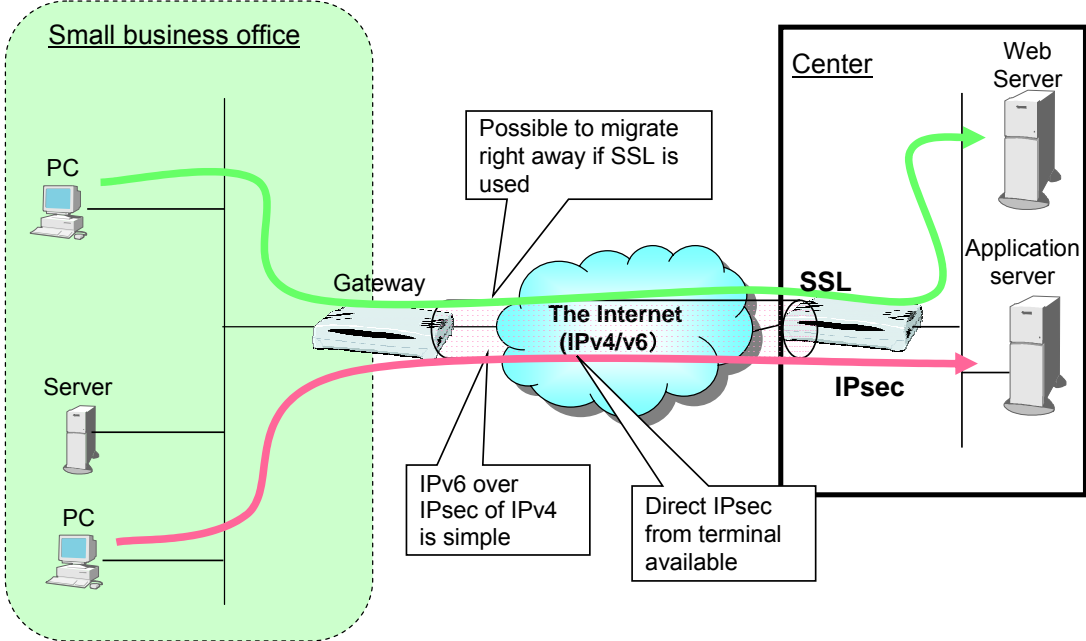 Small business office
Center
Web
Server
Possible to migrate
right away if SSL is
used
PC
Application
server
Gateway
SSL
The Internet
(IPv4/v6)
IPsec
Server
IPv6 over
IPsec of IPv4
is simple
Direct IPsec
from terminal
available
PC